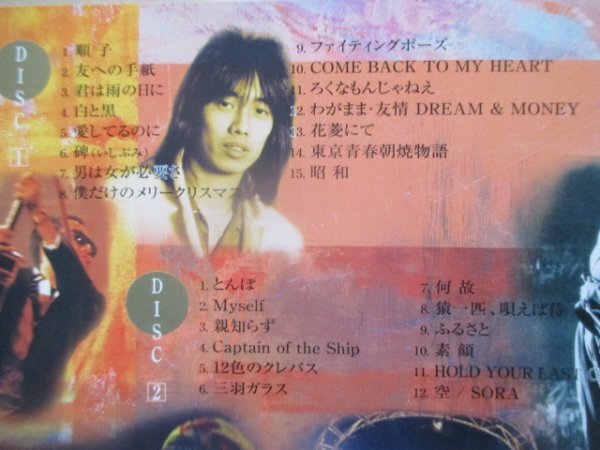 DISC 1
1. 順子
2. 友への手紙
3. 君は雨の日に
4. 白と黒
5. 愛してるのに
6. 碑(いしぶみ)
7. 男は女が必要さ
8. 僕だけのメリークリスマス
9. ファイティングポーズ
10. COME BACK TO MY HEART
11. ろくなもんじゃねえ
12. わがまま・友情 DREAM & MONEY
13. 花菱にて
14. 東京青春朝焼物語
15. 昭和
DISC 2
1. とんぼ
2. Myself
3. 親知らず
4. Captain of the Ship
5. 12色のクレパス
6. 三羽ガラス
7. 何故
8. 猿一匹、唄えば侍
9. ふるさと
10. 素顔
11. HOLD YOUR LAST
12. 空 / SORA